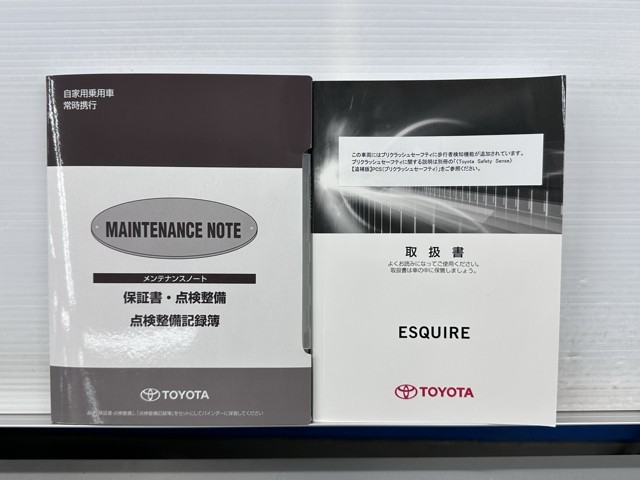 自家用乗用車
常時携行
MAINTENANCE NOTE
メンテナンスノート
保証書・点検整備
点検整備記録簿
TOYOTA
この車両にはプリクラッシュセーフティに歩行者検知機能が追加されています。
プリクラッシュセーフティに関する説明は別冊の「〈Toyota Safety Sense〉
【追補版】PCS(プリクラッシュセーフティ)」をご参照ください。
取扱書
よくお読みになってご使用ください。
取扱書は車の中に保管しましょう。
ESQUIRE
TOYOTA